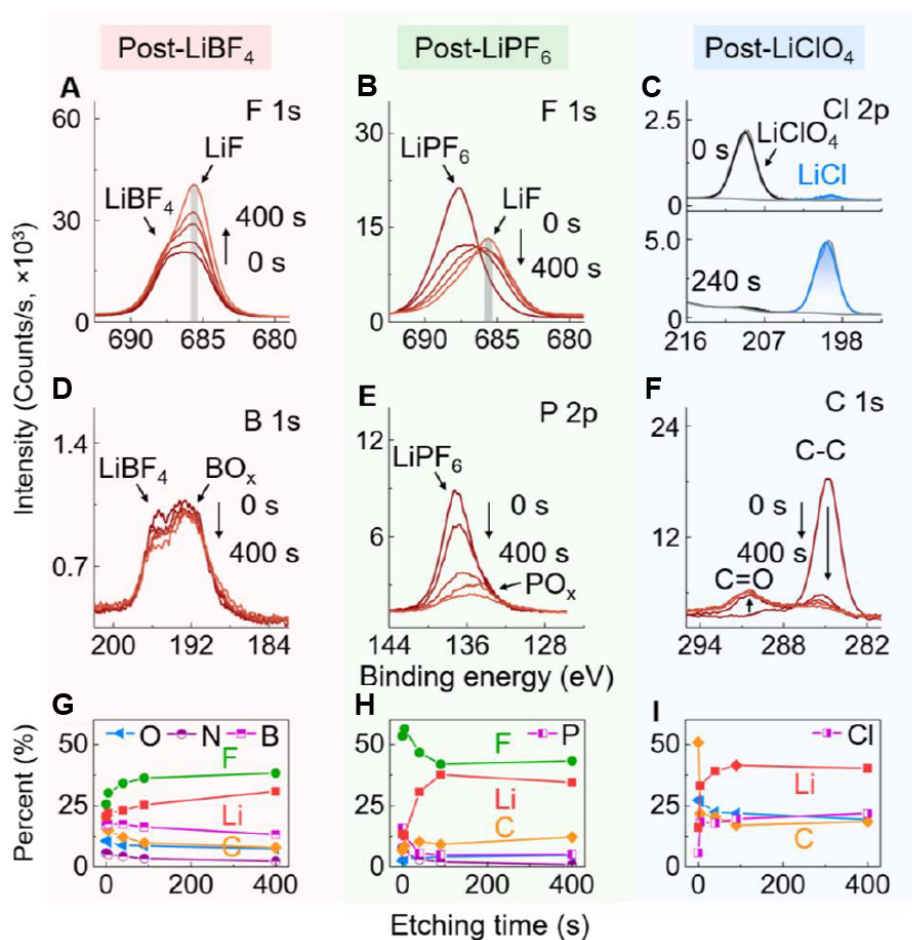 Post-LiBF4
Post-LiPF6
Post-LiClO4
A
F 1s
60
30
0
LiF
LiBF4
400 s
0 s
690 685 680
B
F 1s
45
30
15
0
LiPF6
LiF
0 s
400 s
690 685 680
C
Cl 2p
2.5
0.0
0 s
LiClO4
LiCl
5.0
0.0
240 s
216 207 198
Intensity (Counts/s, ×10³)
D
B 1s
1.4
0.7
LiBF4
BOx
0 s
400 s
200 192 184
E
P 2p
12
6
LiPF6
0 s
400 s
POx
144 136 128
F
C 1s
24
12
C-C
0 s
400 s
C=O
294 288 282
Binding energy (eV)
G
O N B
50
25
0
F
Li
C
0 200 400
H
P
50
25
0
F
Li
C
0 200 400
I
Cl
50
25
0
Li
C
0 200 400
Percent (%)
Etching time (s)